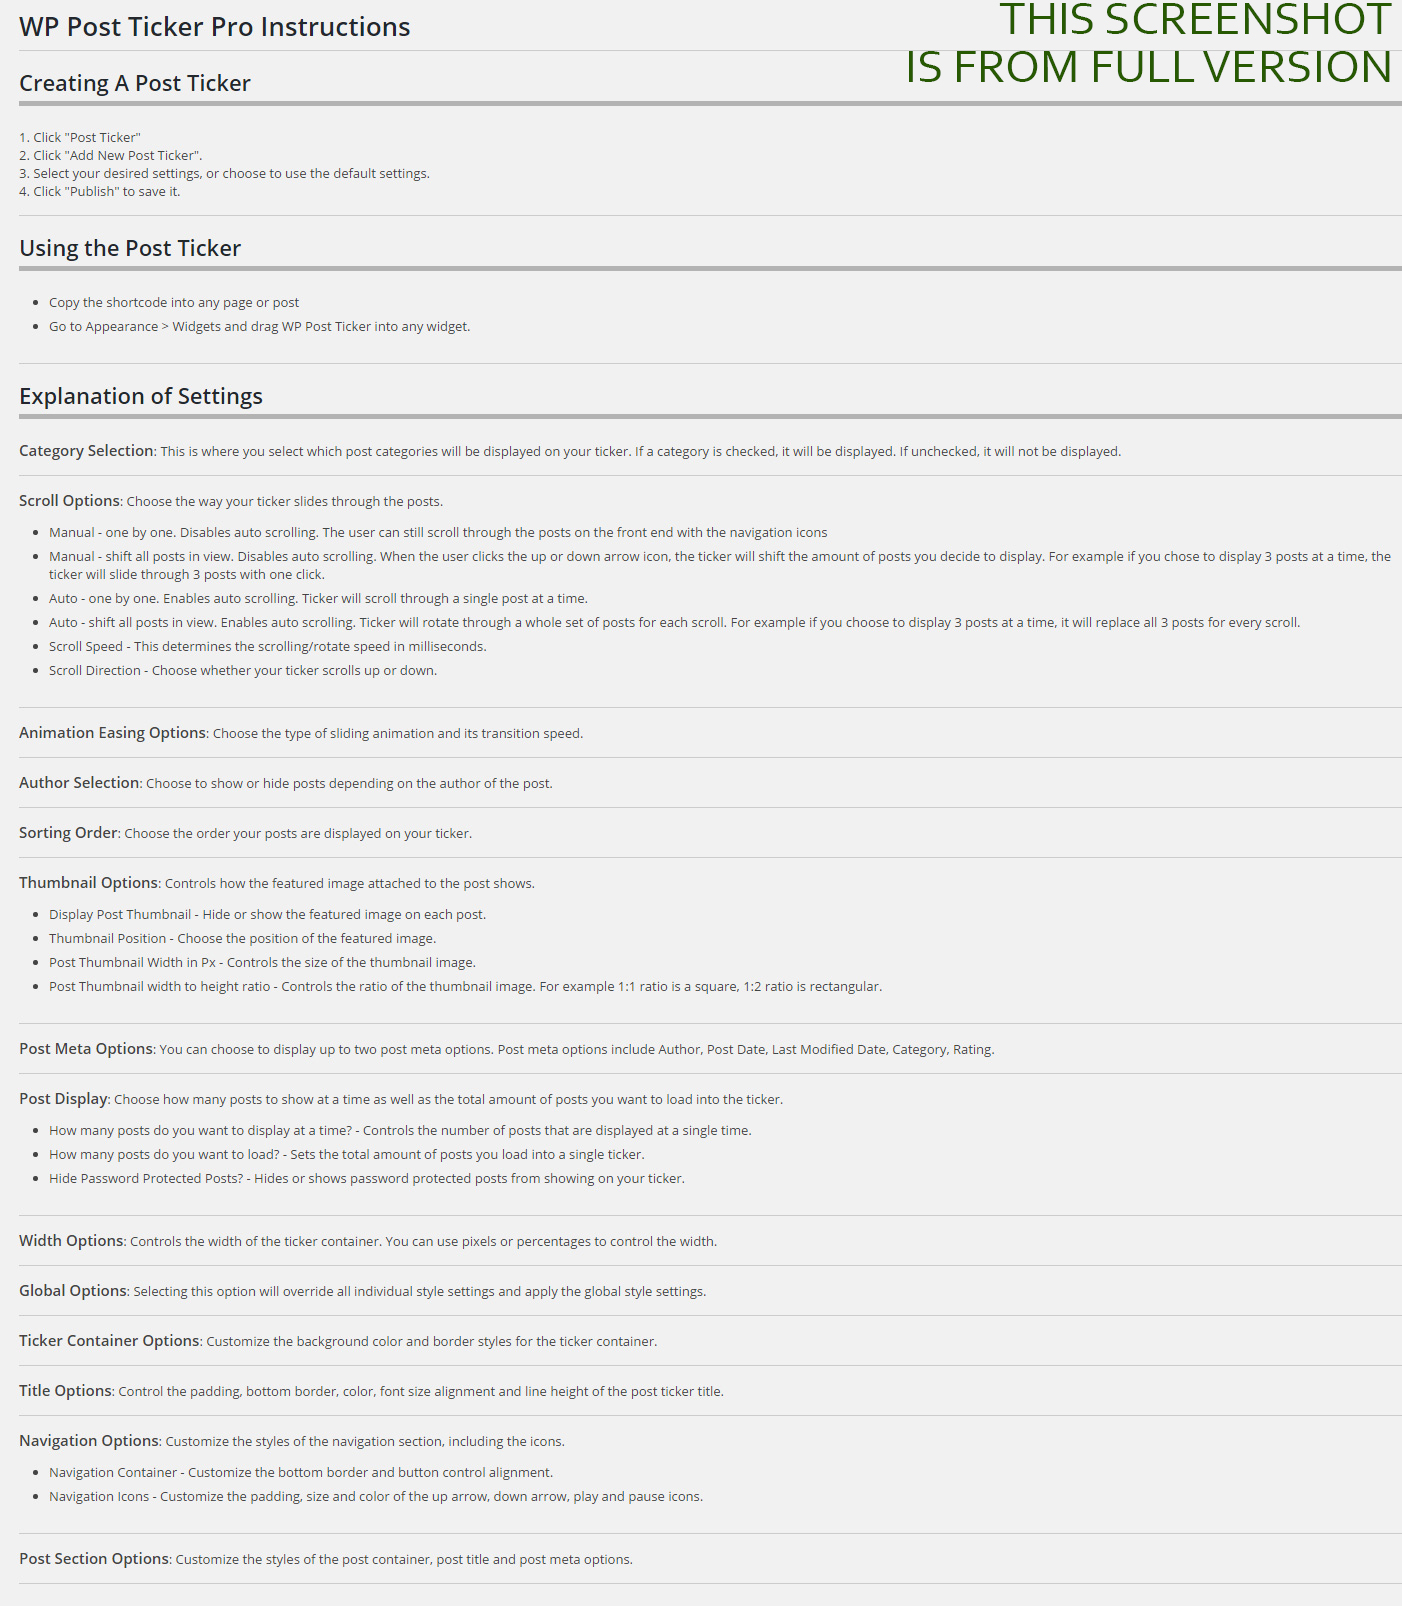 WP Post Ticker Pro Instructions
THIS SCREENSHOT
IS FROM FULL VERSION
Creating A Post Ticker
1. Click "Post Ticker"
2. Click "Add New Post Ticker".
3. Select your desired settings, or choose to use the default settings.
4. Click "Publish" to save it.
Using the Post Ticker
• Copy the shortcode into any page or post
• Go to Appearance > Widgets and drag WP Post Ticker into any widget.
Explanation of Settings
Category Selection: This is where you select which post categories will be displayed on your ticker. If a category is checked, it will be displayed. If unchecked, it will not be displayed.
Scroll Options: Choose the way your ticker slides through the posts.
• Manual - one by one. Disables auto scrolling. The user can still scroll through the posts on the front end with the navigation icons
• Manual - shift all posts in view. Disables auto scrolling. When the user clicks the up or down arrow icon, the ticker will shift the amount of posts you decide to display. For example if you chose to display 3 posts at a time, the
ticker will slide through 3 posts with one click.
• Auto - one by one. Enables auto scrolling. Ticker will scroll through a single post at a time.
• Auto - shift all posts in view. Enables auto scrolling. Ticker will rotate through a whole set of posts for each scroll. For example if you choose to display 3 posts at a time, it will replace all 3 posts for every scroll.
• Scroll Speed - This determines the scrolling/rotate speed in milliseconds.
• Scroll Direction - Choose whether your ticker scrolls up or down.
Animation Easing Options: Choose the type of sliding animation and its transition speed.
Author Selection: Choose to show or hide posts depending on the author of the post.
Sorting Order: Choose the order your posts are displayed on your ticker.
Thumbnail Options: Controls how the featured image attached to the post shows.
• Display Post Thumbnail - Hide or show the featured image on each post.
• Thumbnail Position - Choose the position of the featured image.
• Post Thumbnail Width in Px - Controls the size of the thumbnail image.
• Post Thumbnail width to height ratio - Controls the ratio of the thumbnail image. For example 1:1 ratio is a square, 1:2 ratio is rectangular.
Post Meta Options: You can choose to display up to two post meta options. Post meta options include Author, Post Date, Last Modified Date, Category, Rating.
Post Display: Choose how many posts to show at a time as well as the total amount of posts you want to load into the ticker.
• How many posts do you want to display at a time? - Controls the number of posts that are displayed at a single time.
• How many posts do you want to load? - Sets the total amount of posts you load into a single ticker.
• Hide Password Protected Posts? - Hides or shows password protected posts from showing on your ticker.
Width Options: Controls the width of the ticker container. You can use pixels or percentages to control the width.
Global Options: Selecting this option will override all individual style settings and apply the global style settings.
Ticker Container Options: Customize the background color and border styles for the ticker container.
Title Options: Control the padding, bottom border, color, font size alignment and line height of the post ticker title.
Navigation Options: Customize the styles of the navigation section, including the icons.
• Navigation Container - Customize the bottom border and button control alignment.
• Navigation Icons - Customize the padding, size and color of the up arrow, down arrow, play and pause icons.
Post Section Options: Customize the styles of the post container, post title and post meta options.